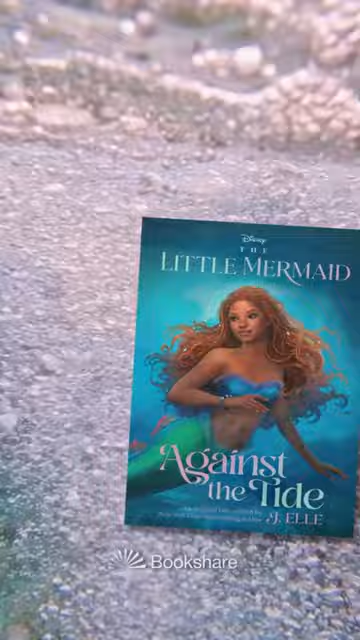 Disney
THE
LITTLE MERMAID
Against
the Tide
J. ELLE
Bookshare